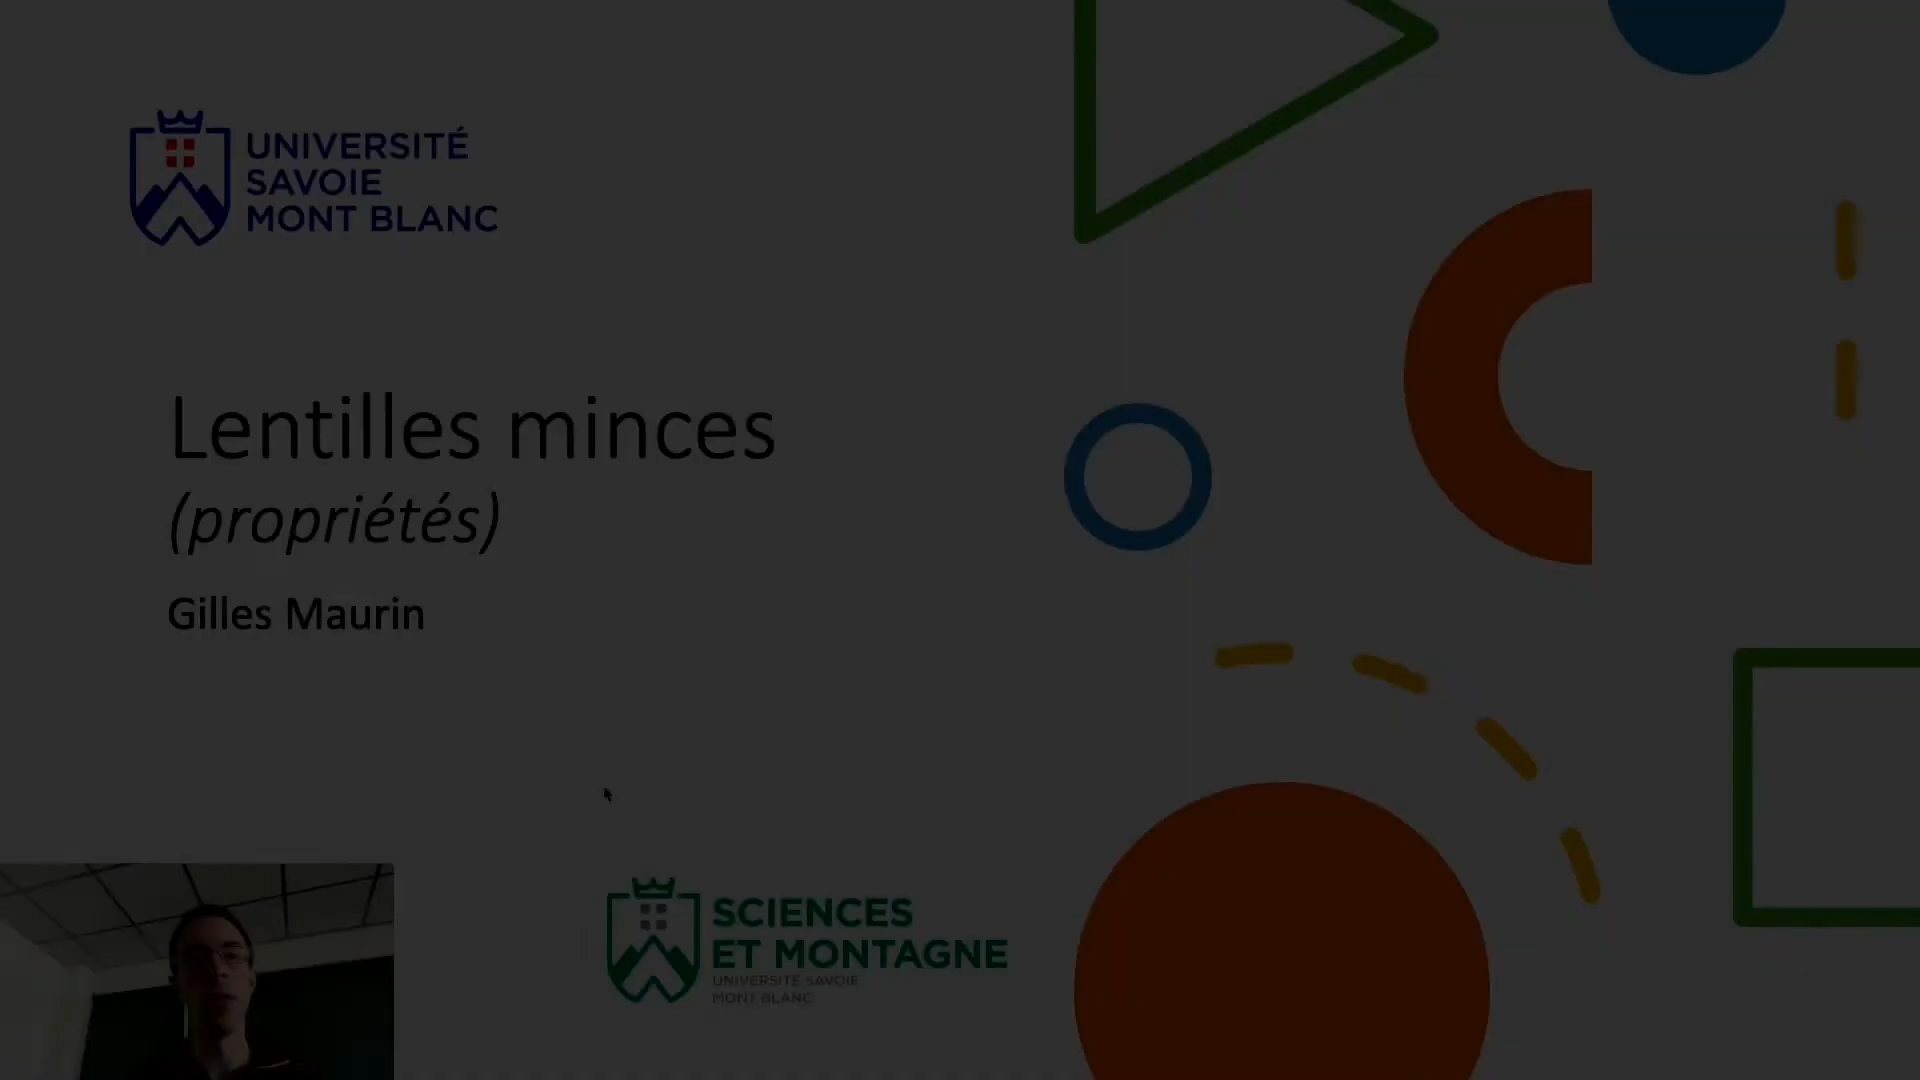 UNIVERSITÉ
SAVOIE
MONT BLANC
Lentilles minces
(propriétés)
Gilles Maurin
SCIENCES
ET MONTAGNE
UNIVERSITÉ SAVOIE
MONT BLANC